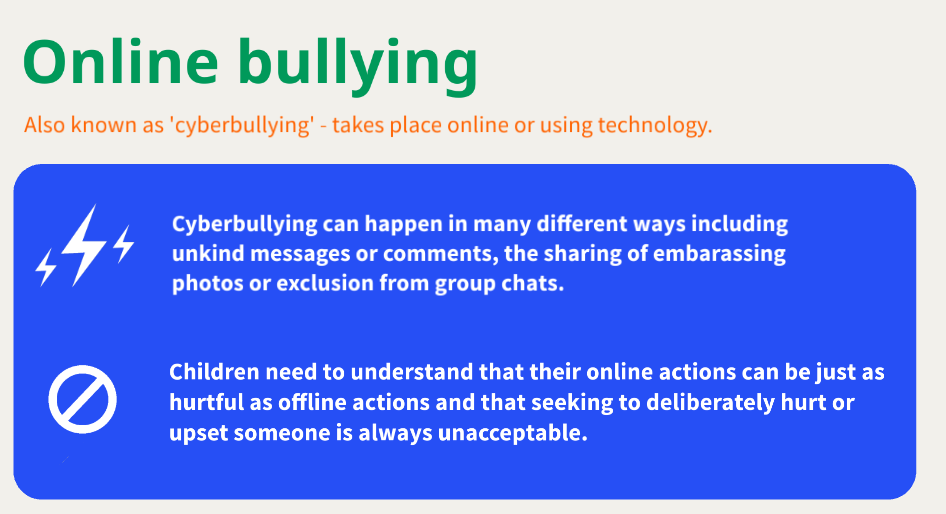 Online bullying
Also known as 'cyberbullying' - takes place online or using technology.
Cyberbullying can happen in many different ways including
unkind messages or comments, the sharing of embarassing
photos or exclusion from group chats.
Children need to understand that their online actions can be just as
hurtful as offline actions and that seeking to deliberately hurt or
upset someone is always unacceptable.